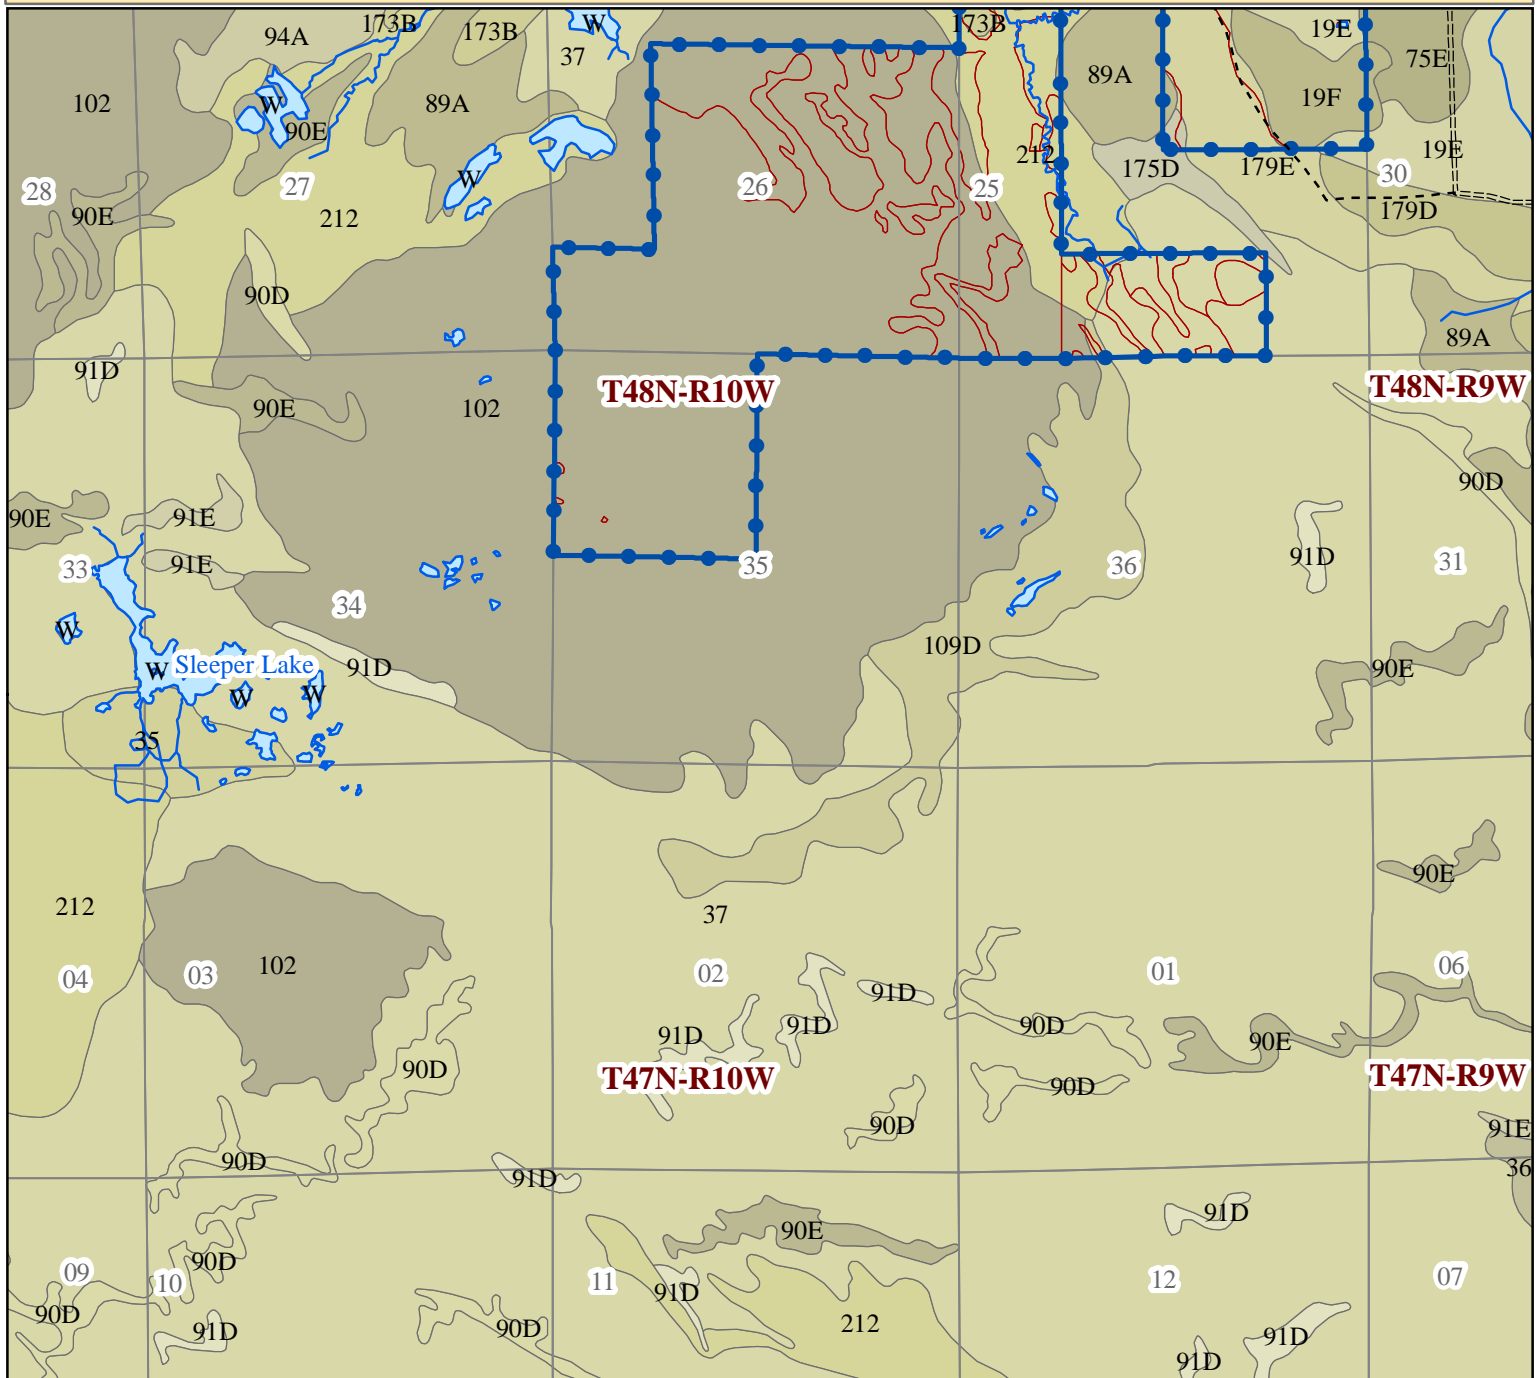 94A
173B
173B
W
37
173B
19E
75E
102
W
90E
89A
89A
19F
W
212
175D
179E
19E
28
27
26
25
30
90E
212
179D
90D
89A
91D
T48N-R10W
T48N-R9W
90E
102
90D
90E
91E
91E
91D
33
35
36
31
34
W
109D
W
Sleeper Lake
91D
90E
W
W
35
90E
212
37
04
03
102
02
01
06
91D
91D
91D
90D
90E
90D
T47N-R10W
T47N-R9W
90D
90D
91E
90D
91D
36
91D
90E
90D
09
10
11
91D
12
07
90D
91D
90D
212
91D
91D